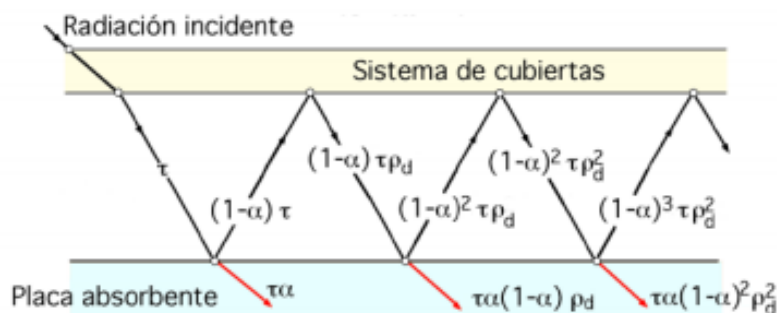 Radiación incidente
Sistema de cubiertas
τ
(1-α) τ
(1-α) τρd
(1-α)² τρd
(1-α)² τρd²
(1-α)³ τρd²
Placa absorbente
τα
τα(1-α) ρd
τα(1-α)²ρd²